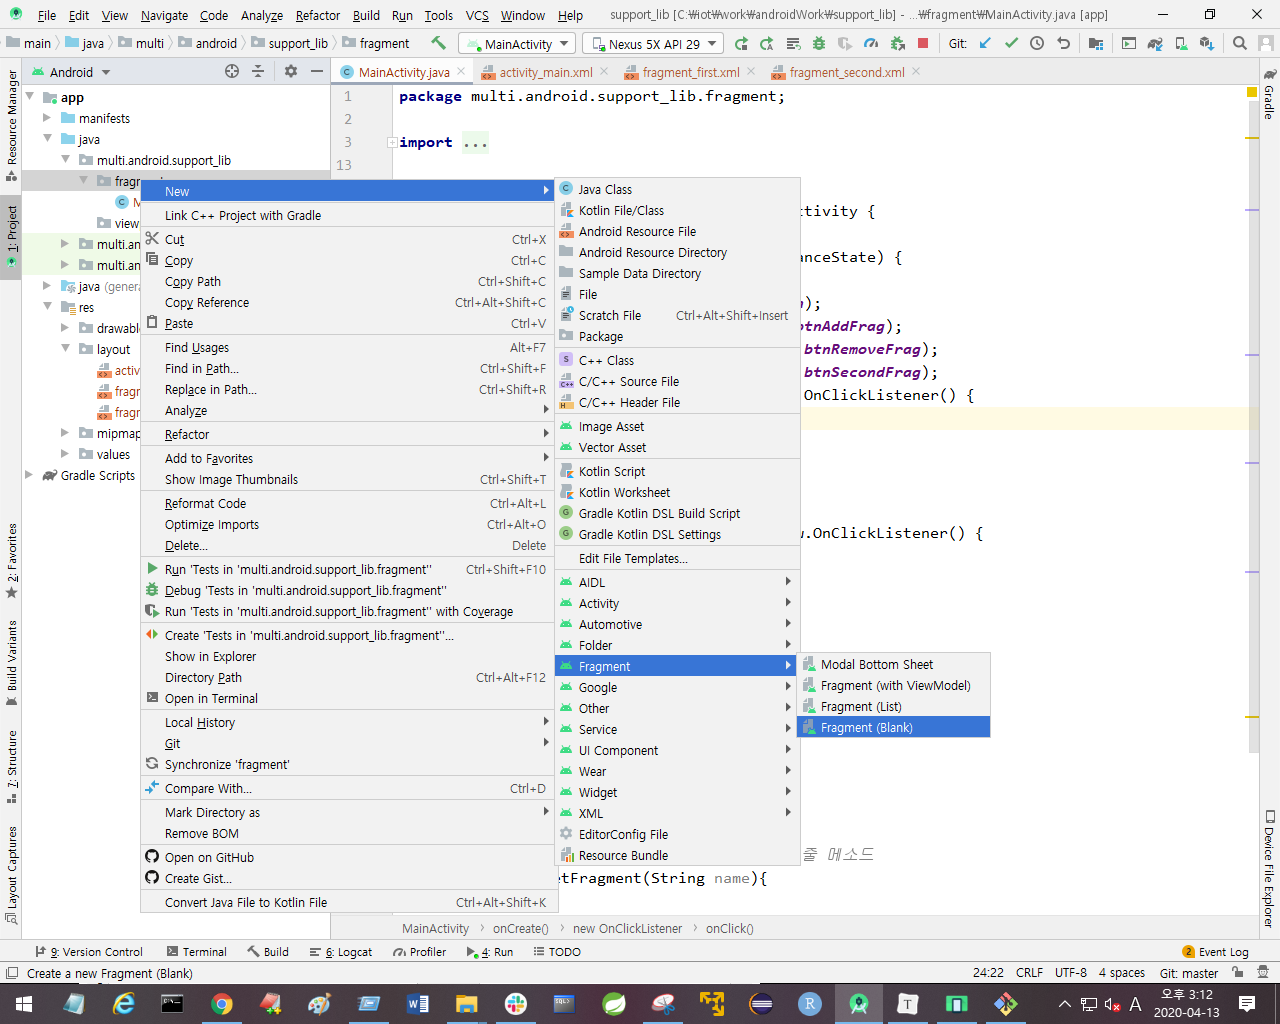 File Edit View Navigate Code Analyze Refactor Build Run Tools VCS Window Help support_lib [C:₩iot₩work₩androidWork₩support_lib] - ...₩fragment₩MainActivity.java [app]
main java multi android support_lib fragment MainActivity Nexus 5X API 29 Git:
Android
MainActivity.java activity_main.xml fragment_first.xml fragment_second.xml
Resource Manager
1: Project
2: Favorites
Build Variants
7: Structure
Layout Captures
app
manifests
java
multi.android.support_lib
frag
M
view
multi.an
multi.an
java (genera
res
drawabl
layout
activ
frag
frag
mipmap
values
Gradle Scripts
1 package multi.android.support_lib.fragment;
2
3 import ...
13
ctivity {
anceState) {
);
btnAddFrag);
btnRemoveFrag);
btnSecondFrag);
OnClickListener() {
.OnClickListener() {
줄 메소드
etFragment(String name){
New
Link C++ Project with Gradle
Cut Ctrl+X
Copy Ctrl+C
Copy Path Ctrl+Shift+C
Copy Reference Ctrl+Alt+Shift+C
Paste Ctrl+V
Find Usages Alt+F7
Find in Path... Ctrl+Shift+F
Replace in Path... Ctrl+Shift+R
Analyze
Refactor
Add to Favorites
Show Image Thumbnails Ctrl+Shift+T
Reformat Code Ctrl+Alt+L
Optimize Imports Ctrl+Alt+O
Delete... Delete
Run 'Tests in 'multi.android.support_lib.fragment'' Ctrl+Shift+F10
Debug 'Tests in 'multi.android.support_lib.fragment''
Run 'Tests in 'multi.android.support_lib.fragment'' with Coverage
Create 'Tests in 'multi.android.support_lib.fragment''...
Show in Explorer
Directory Path Ctrl+Alt+F12
Open in Terminal
Local History
Git
Synchronize 'fragment'
Compare With... Ctrl+D
Mark Directory as
Remove BOM
Open on GitHub
Create Gist...
Convert Java File to Kotlin File Ctrl+Alt+Shift+K
Java Class
Kotlin File/Class
Android Resource File
Android Resource Directory
Sample Data Directory
File
Scratch File Ctrl+Alt+Shift+Insert
Package
C++ Class
C/C++ Source File
C/C++ Header File
Image Asset
Vector Asset
Kotlin Script
Kotlin Worksheet
Gradle Kotlin DSL Build Script
Gradle Kotlin DSL Settings
Edit File Templates...
AIDL
Activity
Automotive
Folder
Fragment
Google
Other
Service
UI Component
Wear
Widget
XML
EditorConfig File
Resource Bundle
Modal Bottom Sheet
Fragment (with ViewModel)
Fragment (List)
Fragment (Blank)
Gradle
Device File Explorer
MainActivity onCreate() new OnClickListener onClick()
9: Version Control Terminal Build 6: Logcat Profiler 4: Run TODO 2 Event Log
Create a new Fragment (Blank) 24:22 CRLF UTF-8 4 spaces Git: master
A 오후 3:12
2020-04-13